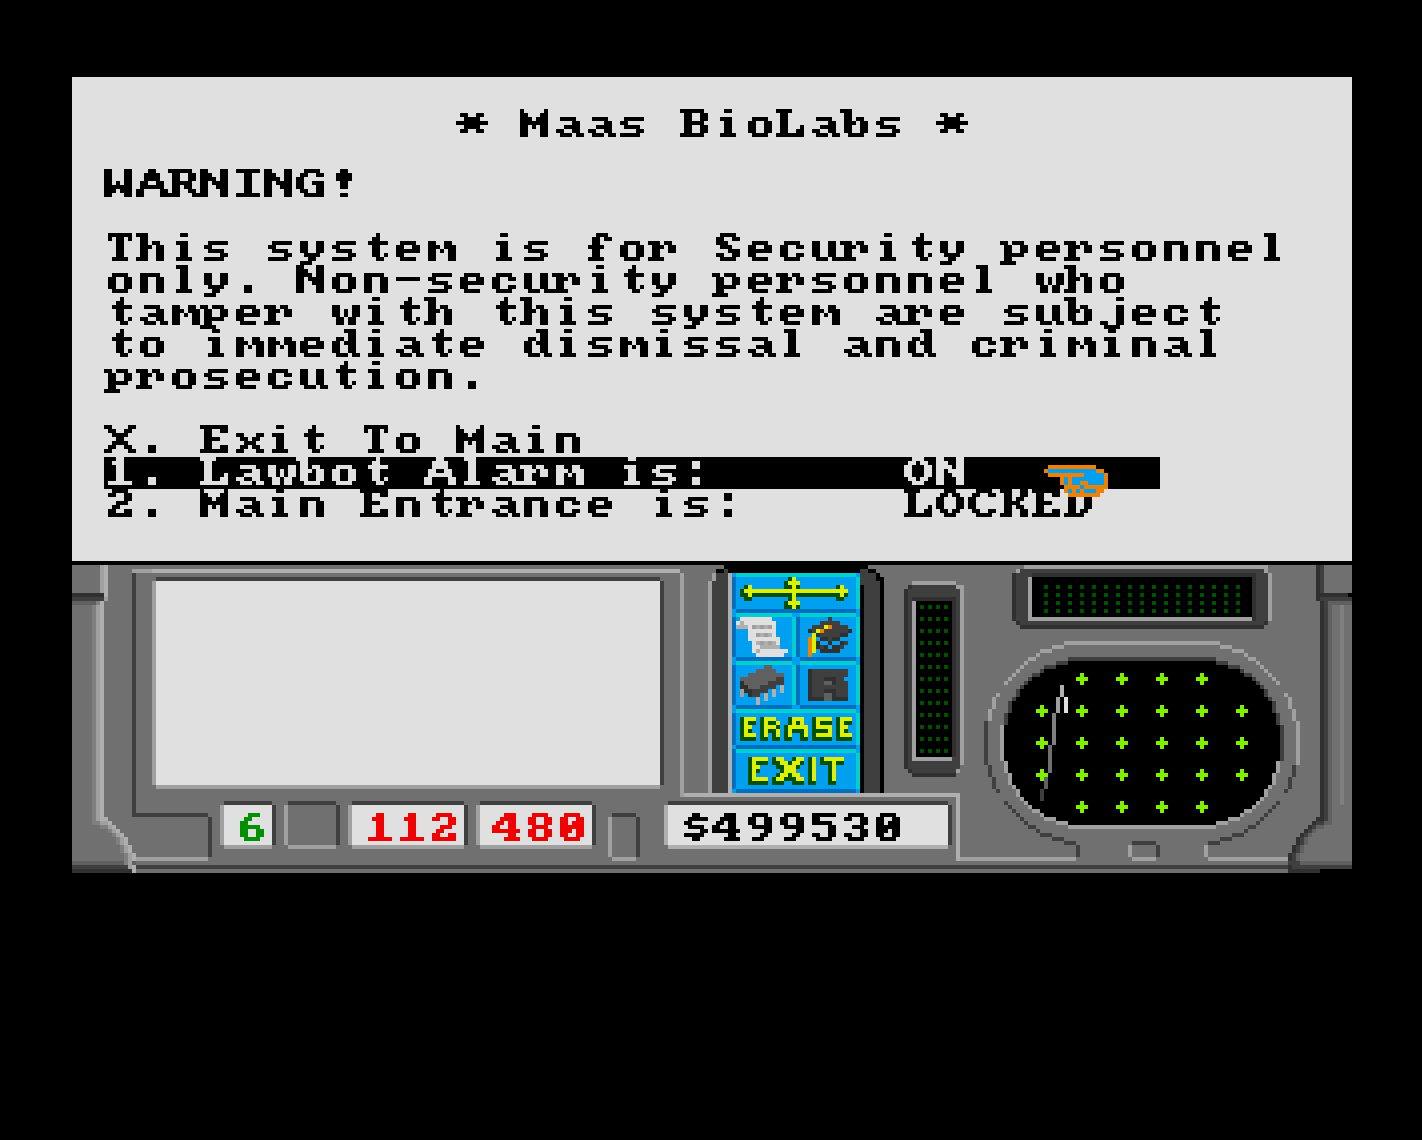 * Maas BioLabs *
WARNING!
This system is for Security personnel
only. Non-security personnel who
tamper with this system are subject
to immediate dismissal and criminal
prosecution.
X. Exit To Main
1. Lawbot Alarm is: ON
2. Main Entrance is: LOCKED
R
ERASE
EXIT
6 112 480 $499530